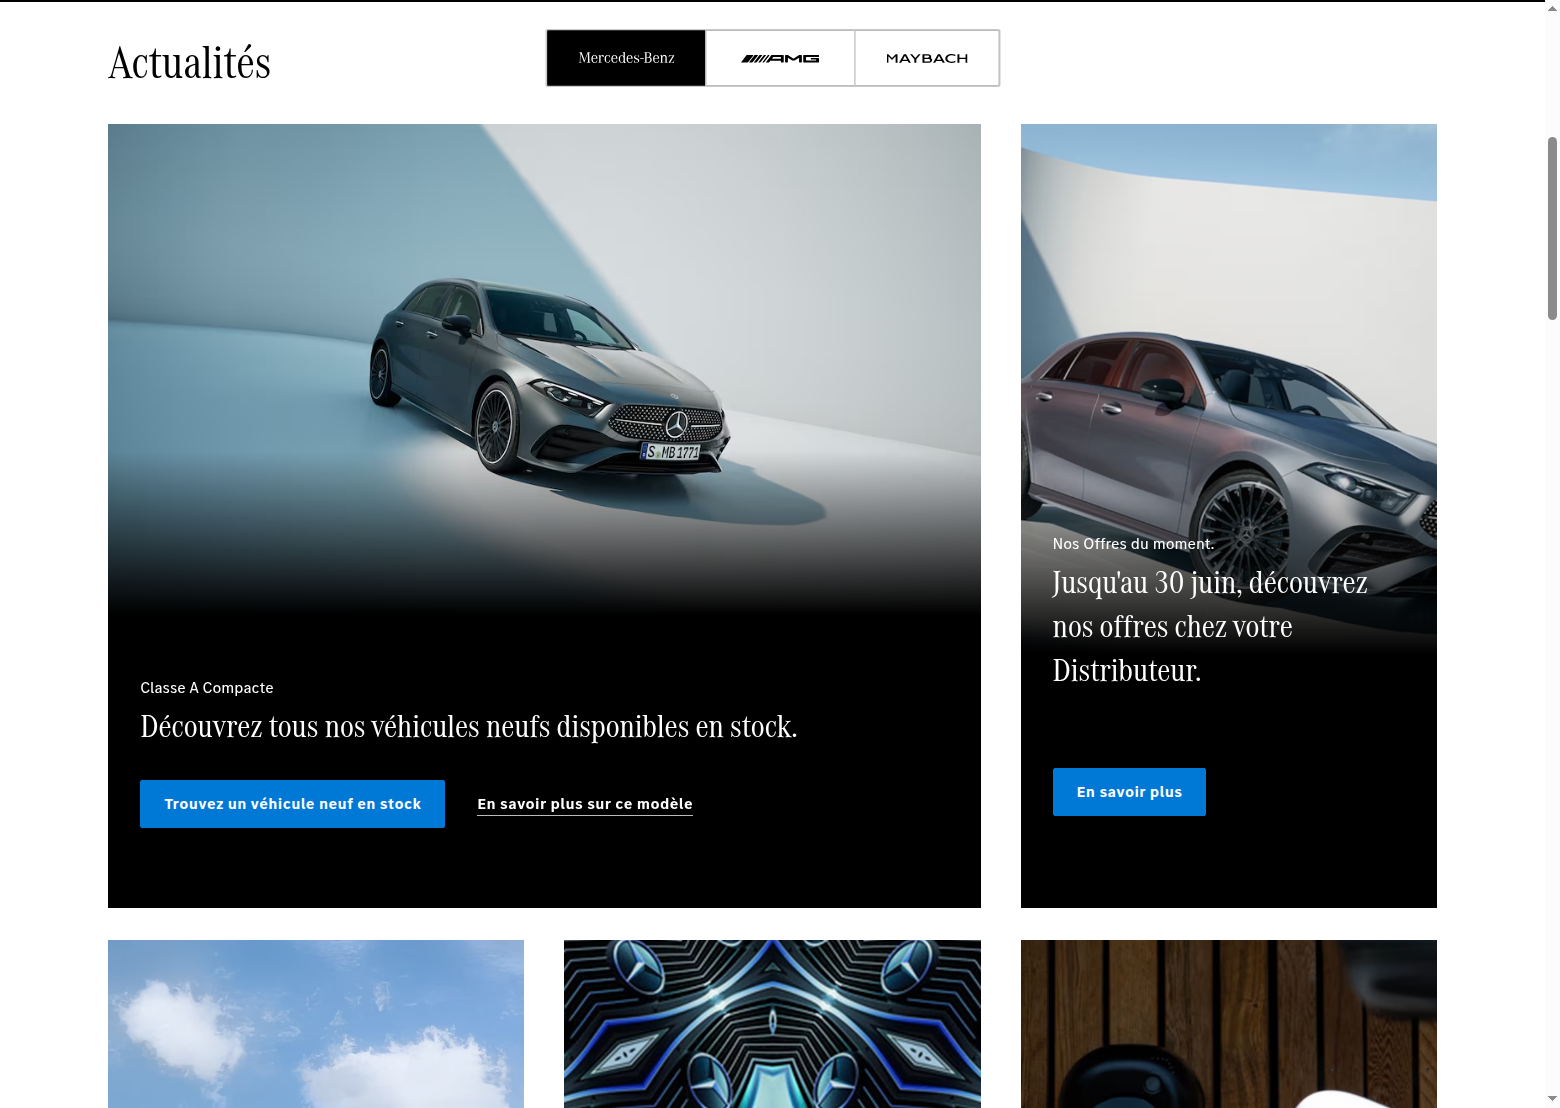 Actualités
Mercedes-Benz
AMG
MAYBACH
S MB 1771
Classe A Compacte
Découvrez tous nos véhicules neufs disponibles en stock.
Trouvez un véhicule neuf en stock
En savoir plus sur ce modèle
Nos Offres du moment.
Jusqu'au 30 juin, découvrez
nos offres chez votre
Distributeur.
En savoir plus